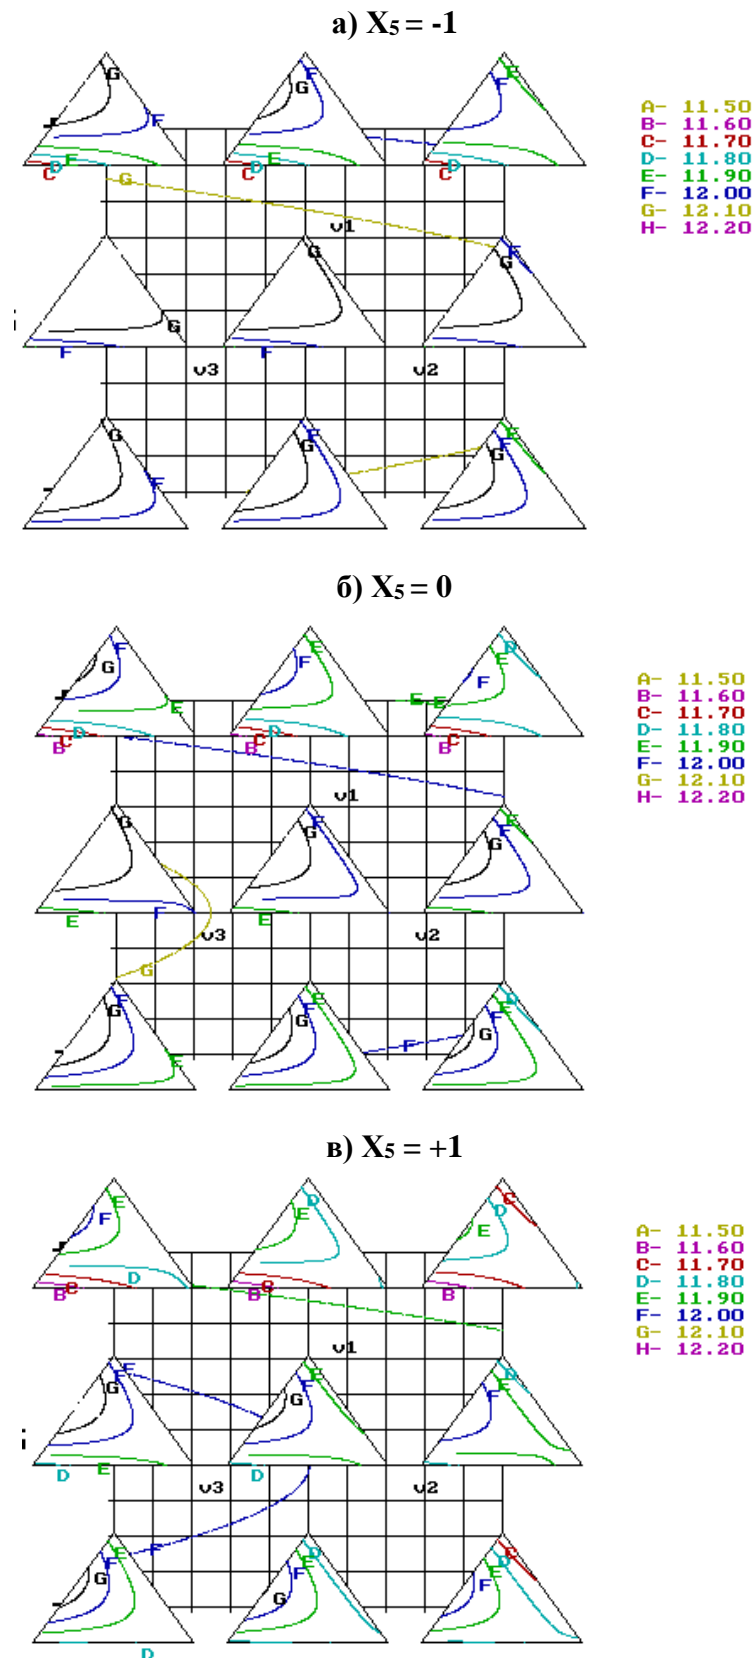 а) X₅ = -1
G F E
G F
F
A- 11.50
B- 11.60
C- 11.70
D- 11.80
E- 11.90
F- 12.00
G- 12.10
H- 12.20
E E
D D D
C C C
G
v1
G F
G
G
F F
v3 v2
G F E
G G
F
б) X₅ = 0
F E D
G F E
F
E E E
A- 11.50
B- 11.60
C- 11.70
D- 11.80
E- 11.90
F- 12.00
G- 12.10
H- 12.20
D D D
C C C
B B B
v1
G F E
G F
G
F
E E
v3 v2
G
F E D
G F F E
G G
F
E
в) X₅ = +1
E D C
F E D
E
A- 11.50
B- 11.60
C- 11.70
D- 11.80
E- 11.90
F- 12.00
G- 12.10
H- 12.20
D
C C
B B B
v1
F F E D
G G F E
E
D D
v3 v2
F
E D C
F E D
G F E
G F
D